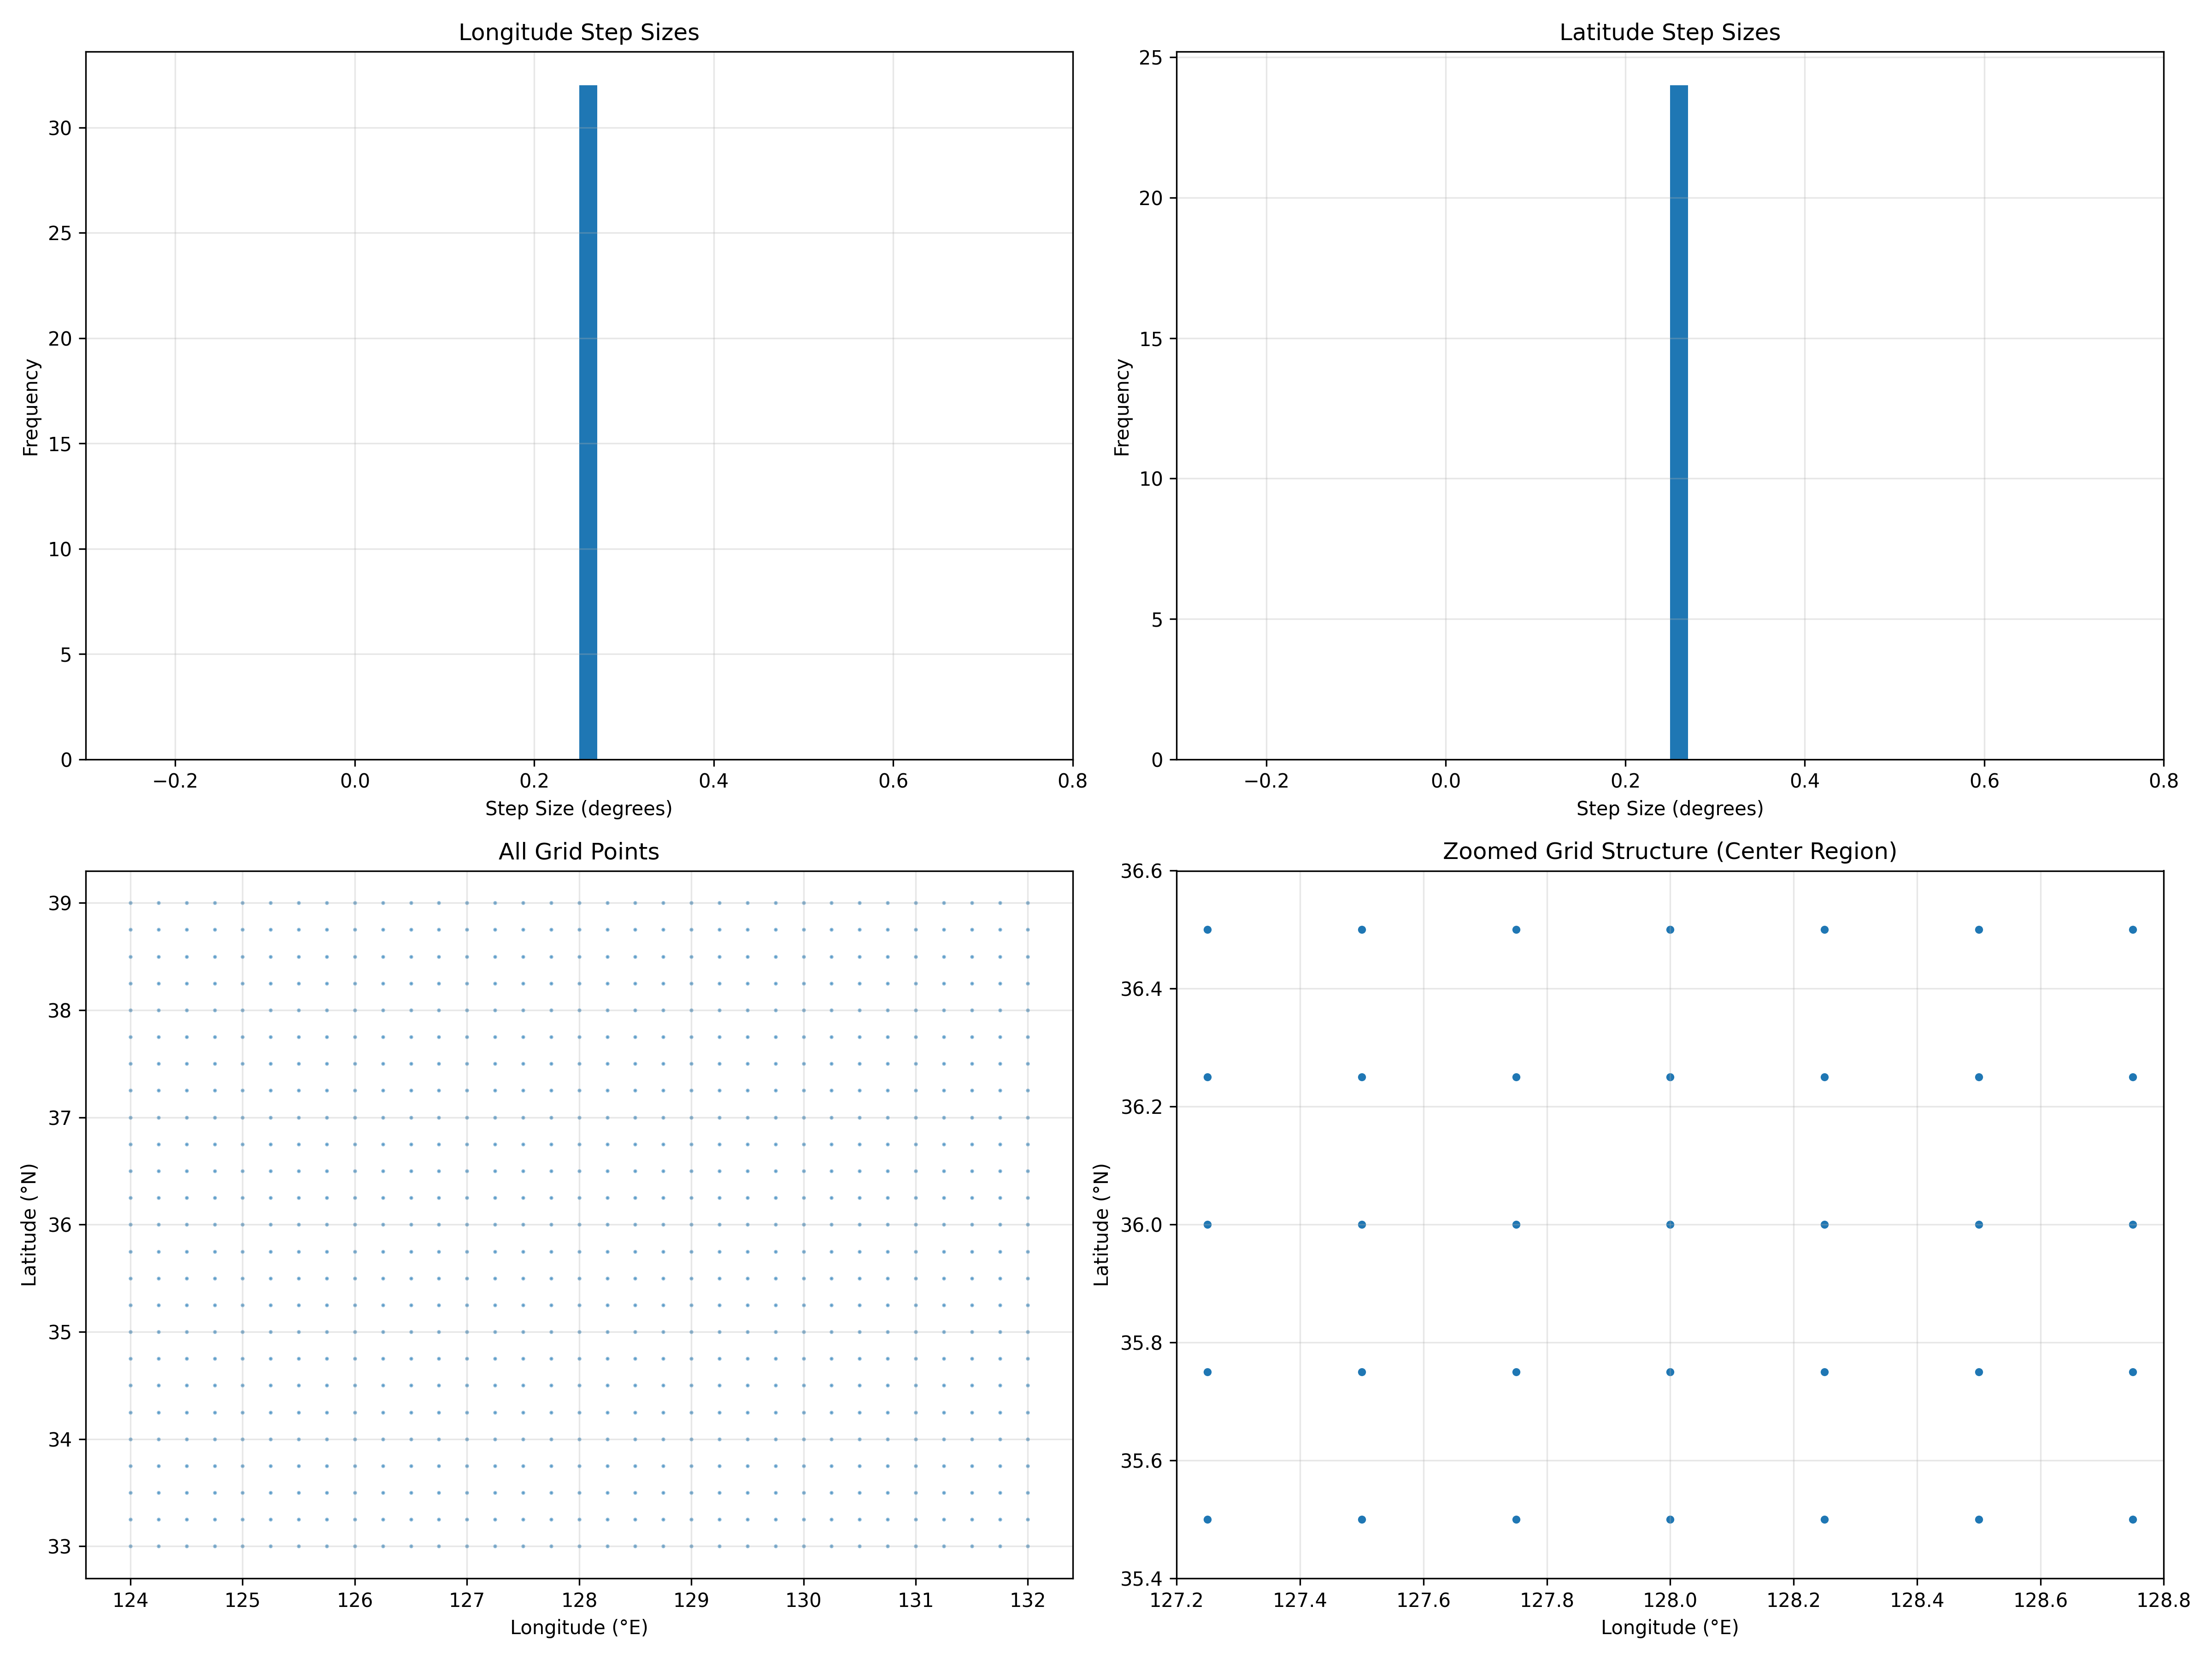 Longitude Step Sizes
30
25
20
15
10
5
0
Frequency
−0.2 0.0 0.2 0.4 0.6 0.8
Step Size (degrees)
Latitude Step Sizes
25
20
15
10
5
0
Frequency
−0.2 0.0 0.2 0.4 0.6 0.8
Step Size (degrees)
All Grid Points
39
38
37
36
35
34
33
Latitude (°N)
124 125 126 127 128 129 130 131 132
Longitude (°E)
Zoomed Grid Structure (Center Region)
36.6
36.4
36.2
36.0
35.8
35.6
35.4
Latitude (°N)
127.2 127.4 127.6 127.8 128.0 128.2 128.4 128.6 128.8
Longitude (°E)